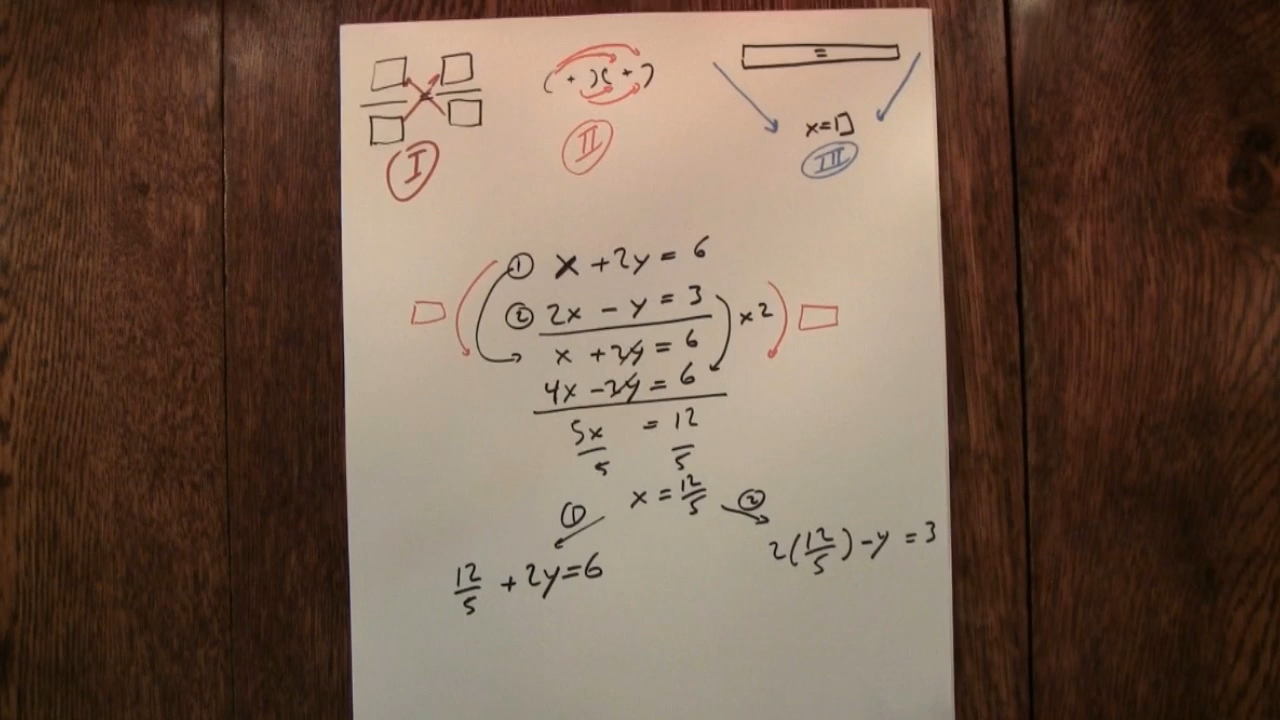 =
( + )( + )
=
x=
I
II
III
① x + 2y = 6
② 2x - y = 3
x2
x + 2y = 6
4x - 2y = 6
5x = 12
5 5
x = 12/5
① ②
12/5 + 2y = 6
2(12/5) - y = 3